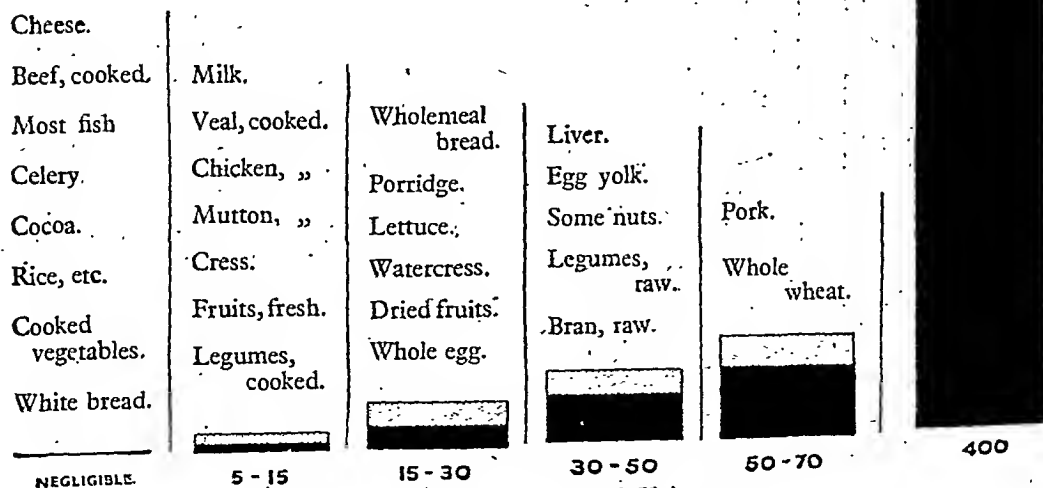 Cheese.
Beef, cooked.
Most fish
Celery.
Cocoa.
Rice, etc.
Cooked
vegetables.
White bread.
NEGLIGIBLE.
Milk.
Veal, cooked.
Chicken, „
Mutton, „
Cress.
Fruits, fresh.
Legumes,
cooked.
5-15
Wholemeal
bread.
Porridge.
Lettuce.
Watercress.
Dried fruits.
Whole egg.
15-30
Liver.
Egg yolk.
Some nuts.
Legumes,
raw.
Bran, raw.
30-50
Pork.
Whole
wheat.
50-70
400